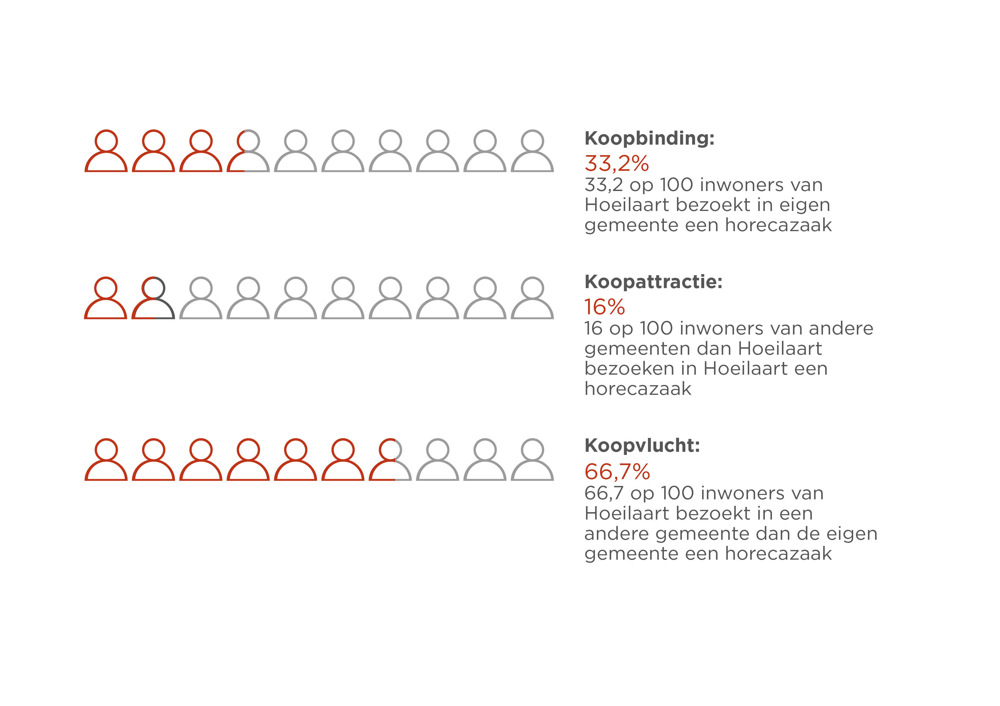 Koopbinding:
33,2%
33,2 op 100 inwoners van
Hoeilaart bezoekt in eigen
gemeente een horecazaak
Koopattractie:
16%
16 op 100 inwoners van andere
gemeenten dan Hoeilaart
bezoeken in Hoeilaart een
horecazaak
Koopvlucht:
66,7%
66,7 op 100 inwoners van
Hoeilaart bezoekt in een
andere gemeente dan de eigen
gemeente een horecazaak